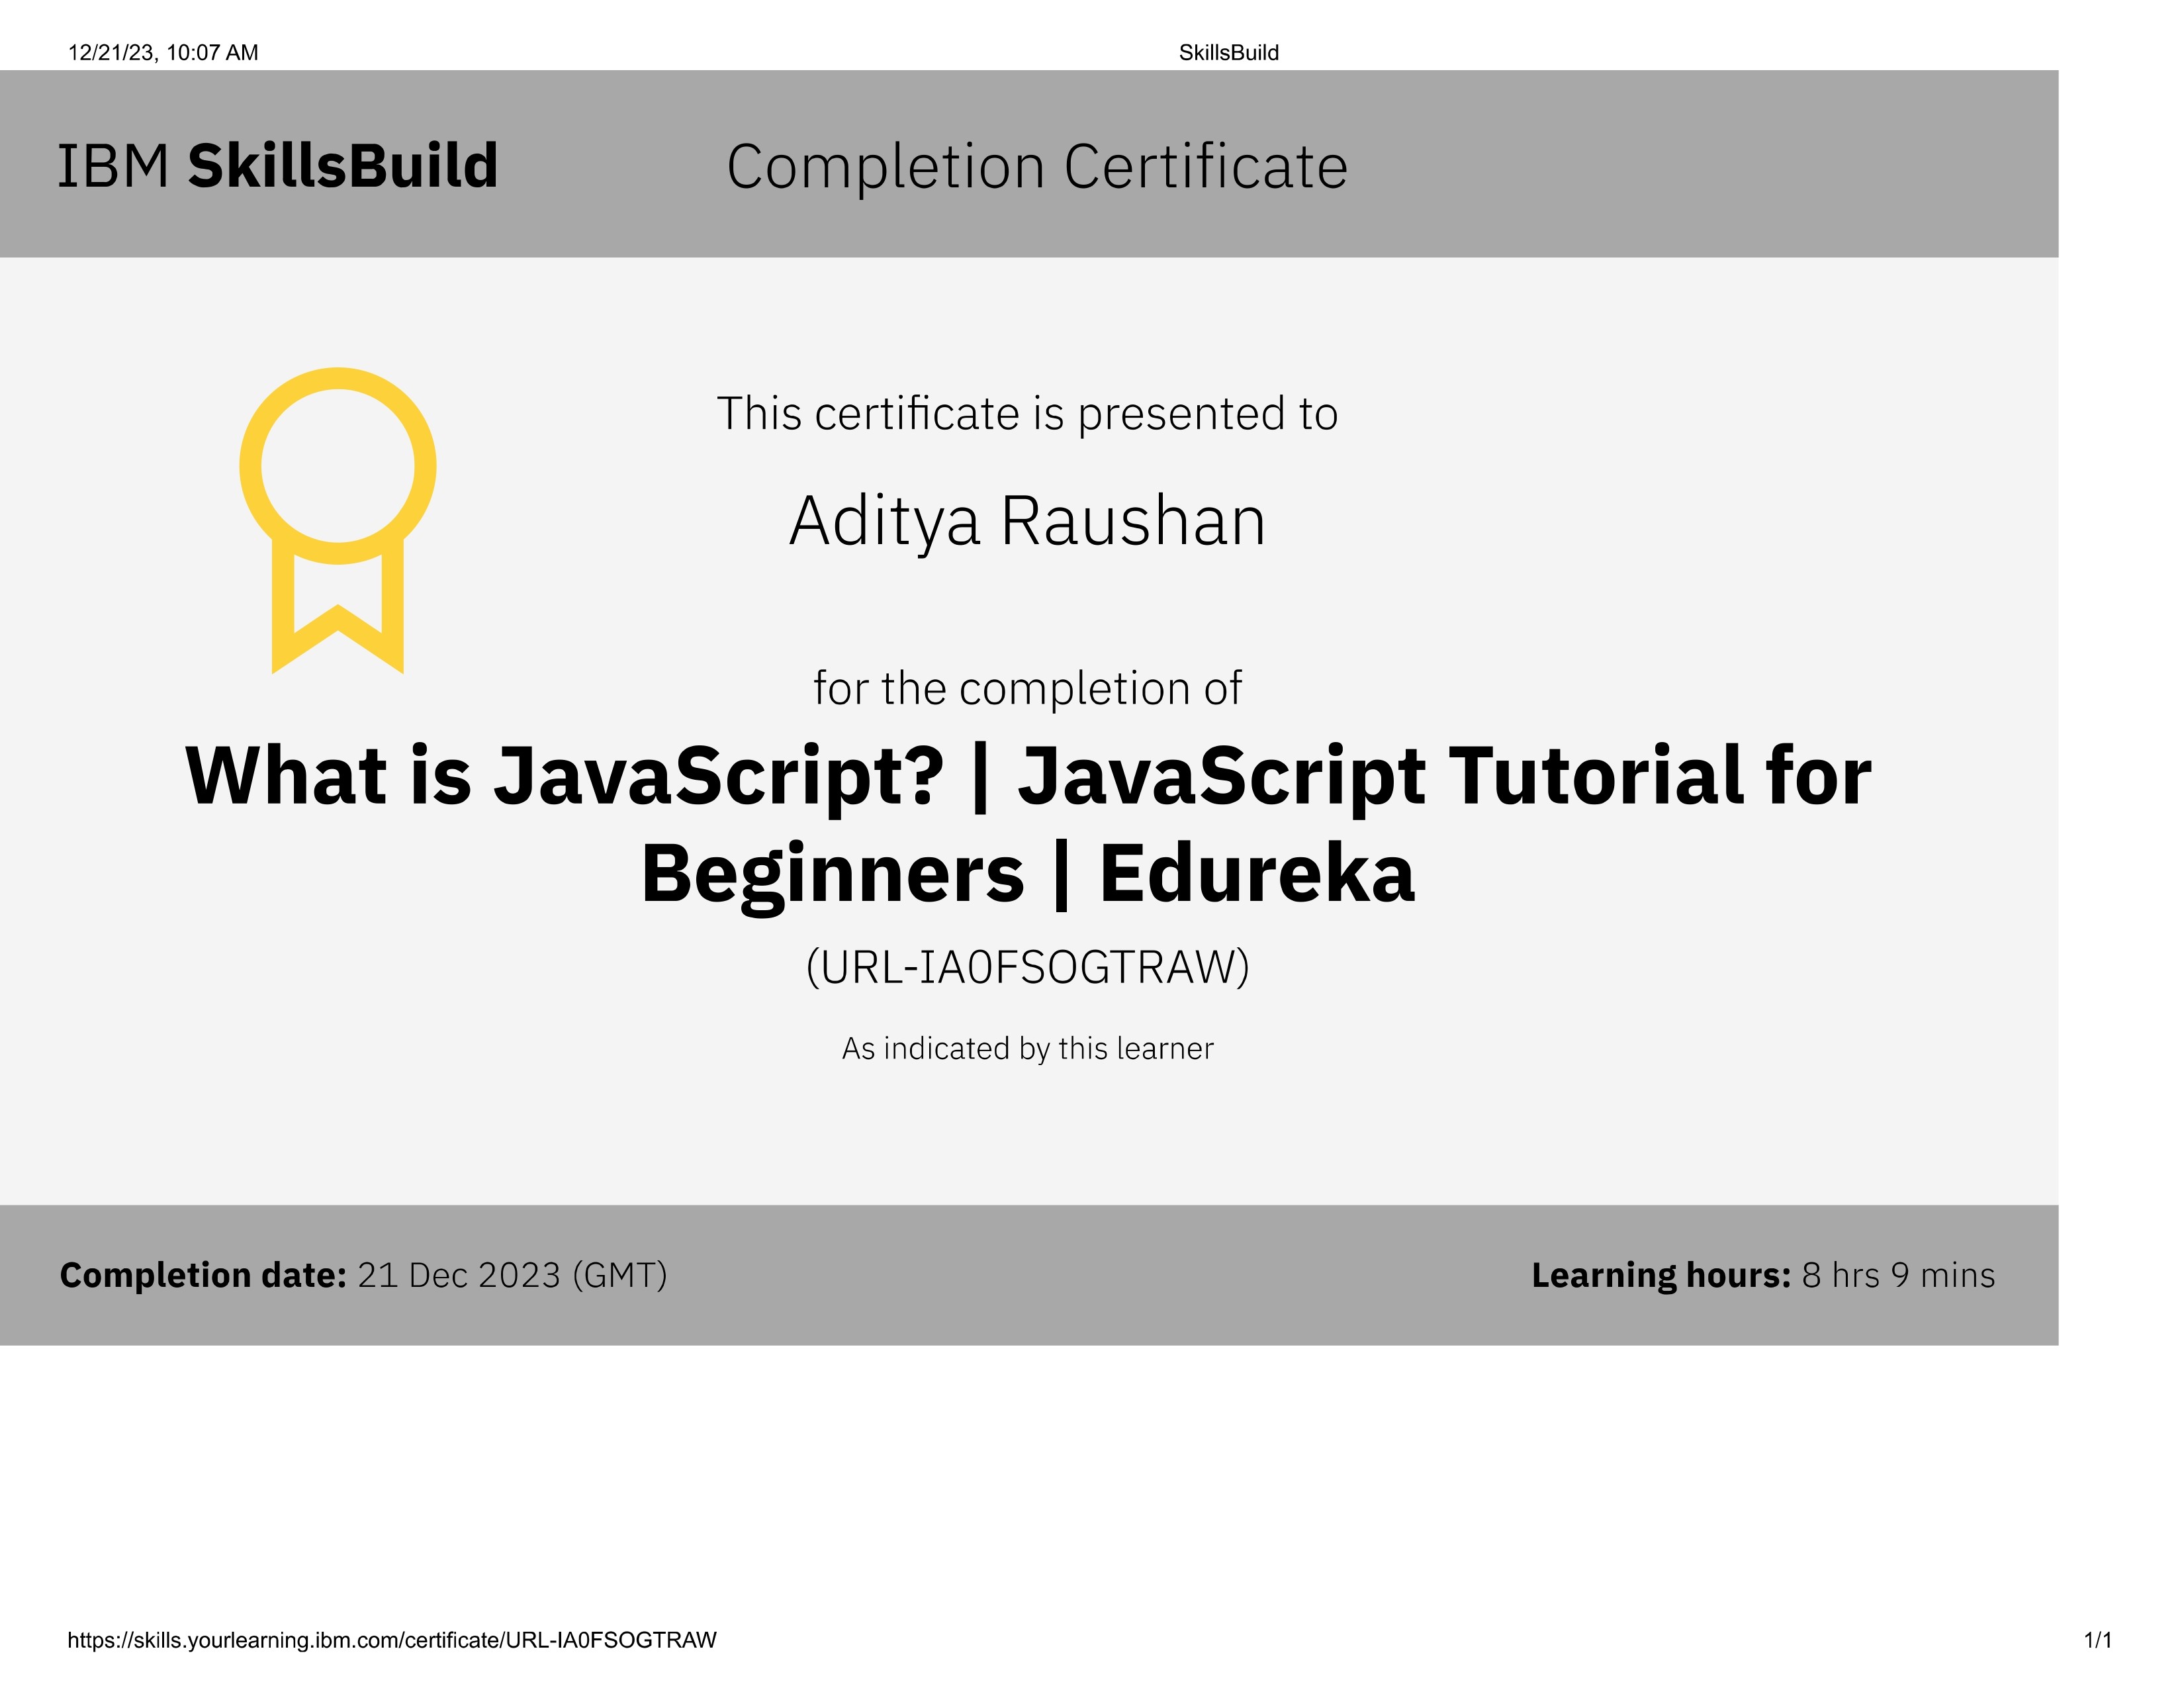 12/21/23, 10:07 AM
SkillsBuild
IBM SkillsBuild
Completion Certificate
This certificate is presented to
Aditya Raushan
for the completion of
What is JavaScript? | JavaScript Tutorial for
Beginners | Edureka
(URL-IA0FSOGTRAW)
As indicated by this learner
Completion date: 21 Dec 2023 (GMT)
Learning hours: 8 hrs 9 mins
https://skills.yourlearning.ibm.com/certificate/URL-IA0FSOGTRAW
1/1